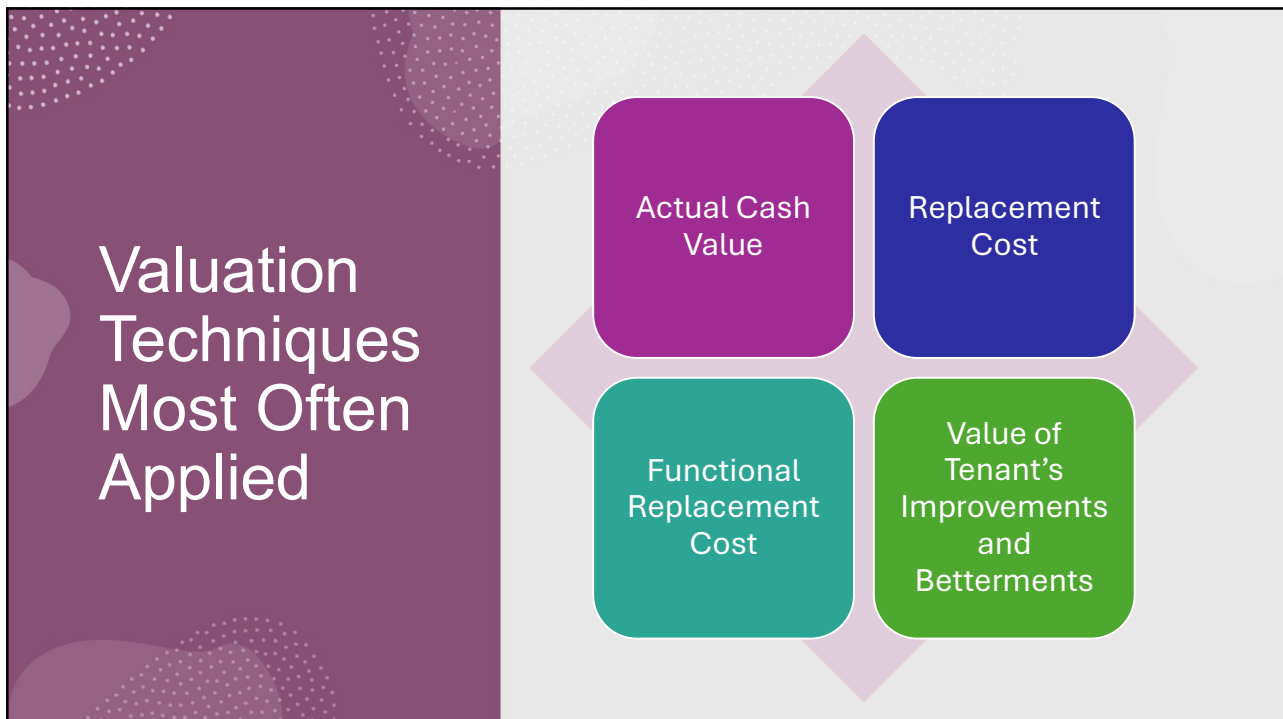 Valuation
Techniques
Most Often
Applied
Actual Cash
Value
Replacement
Cost
Functional
Replacement
Cost
Value of
Tenant’s
Improvements
and
Betterments